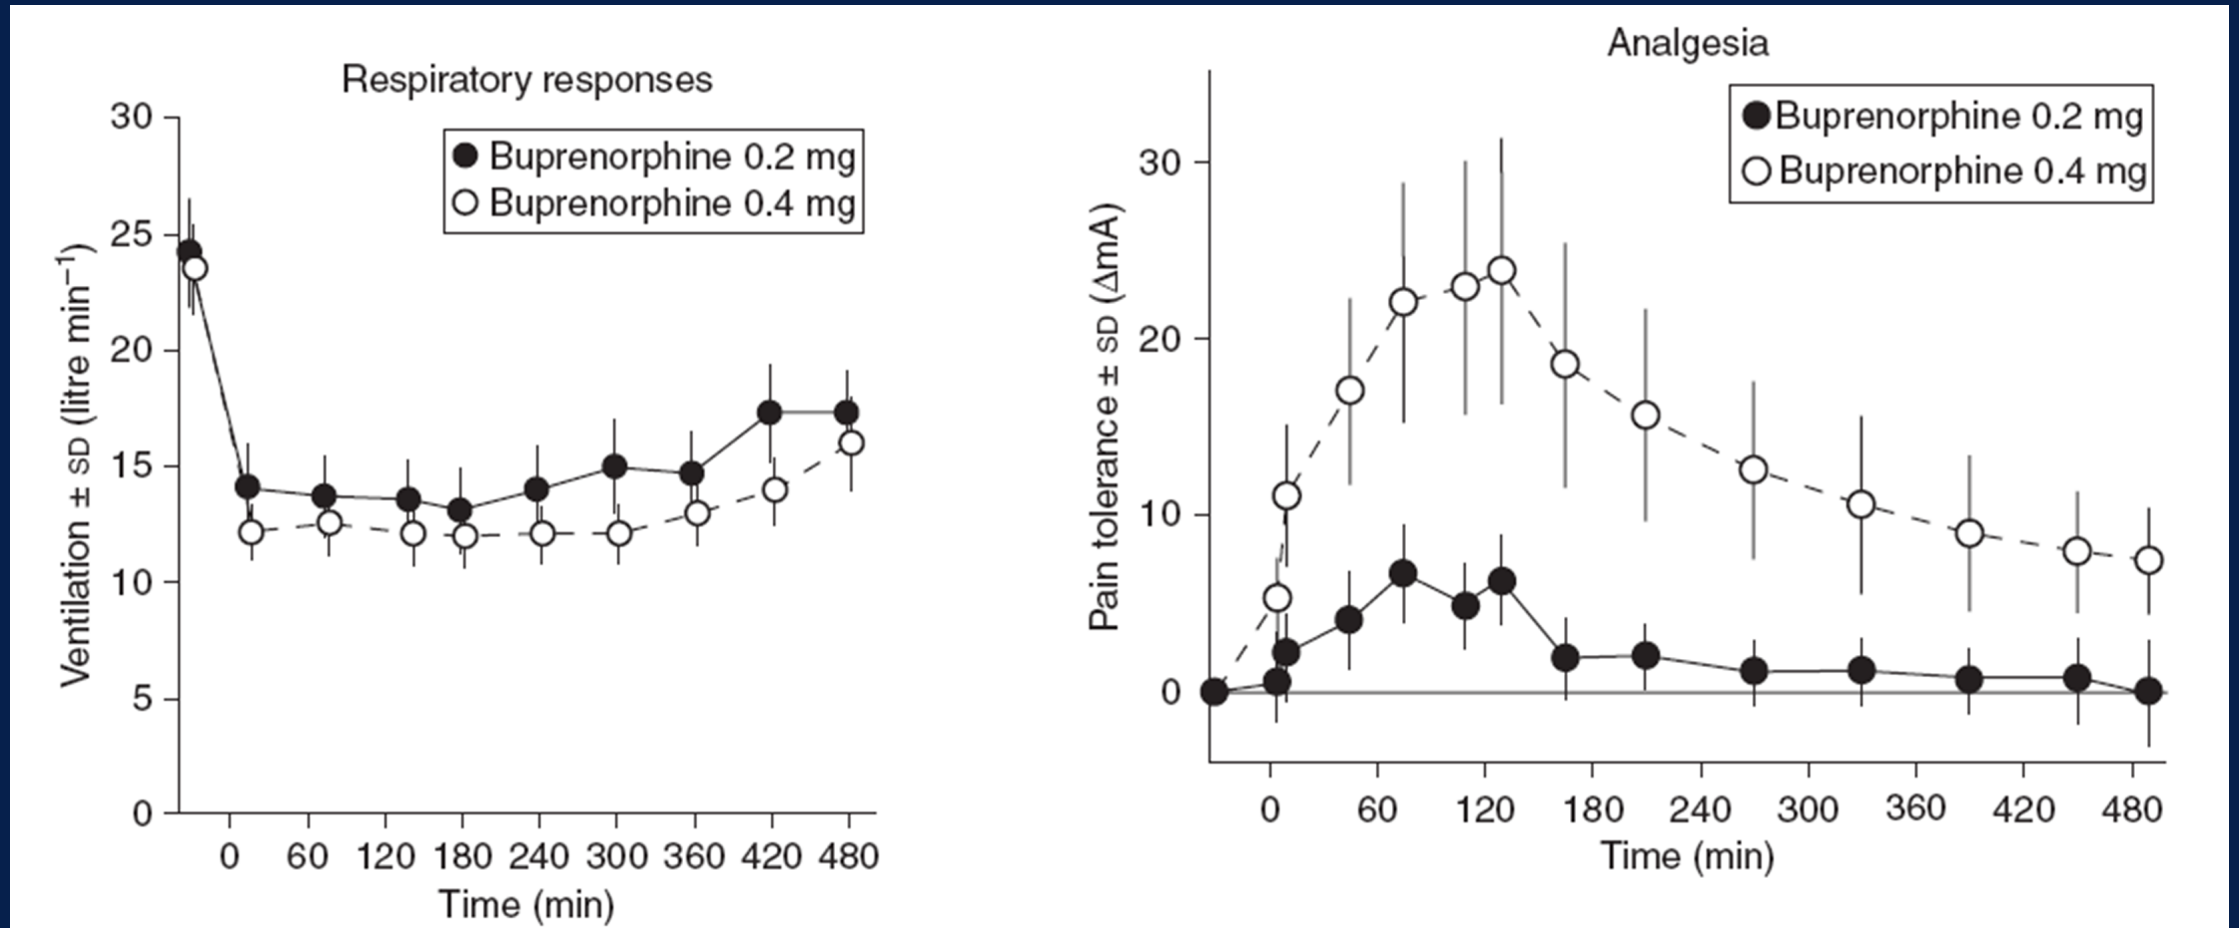 Respiratory responses
Buprenorphine 0.2 mg
Buprenorphine 0.4 mg
Ventilation ± SD (litre min⁻¹)
30
25
20
15
10
5
0
0 60 120 180 240 300 360 420 480
Time (min)
Analgesia
Buprenorphine 0.2 mg
Buprenorphine 0.4 mg
Pain tolerance ± SD (ΔmA)
30
20
10
0
0 60 120 180 240 300 360 420 480
Time (min)